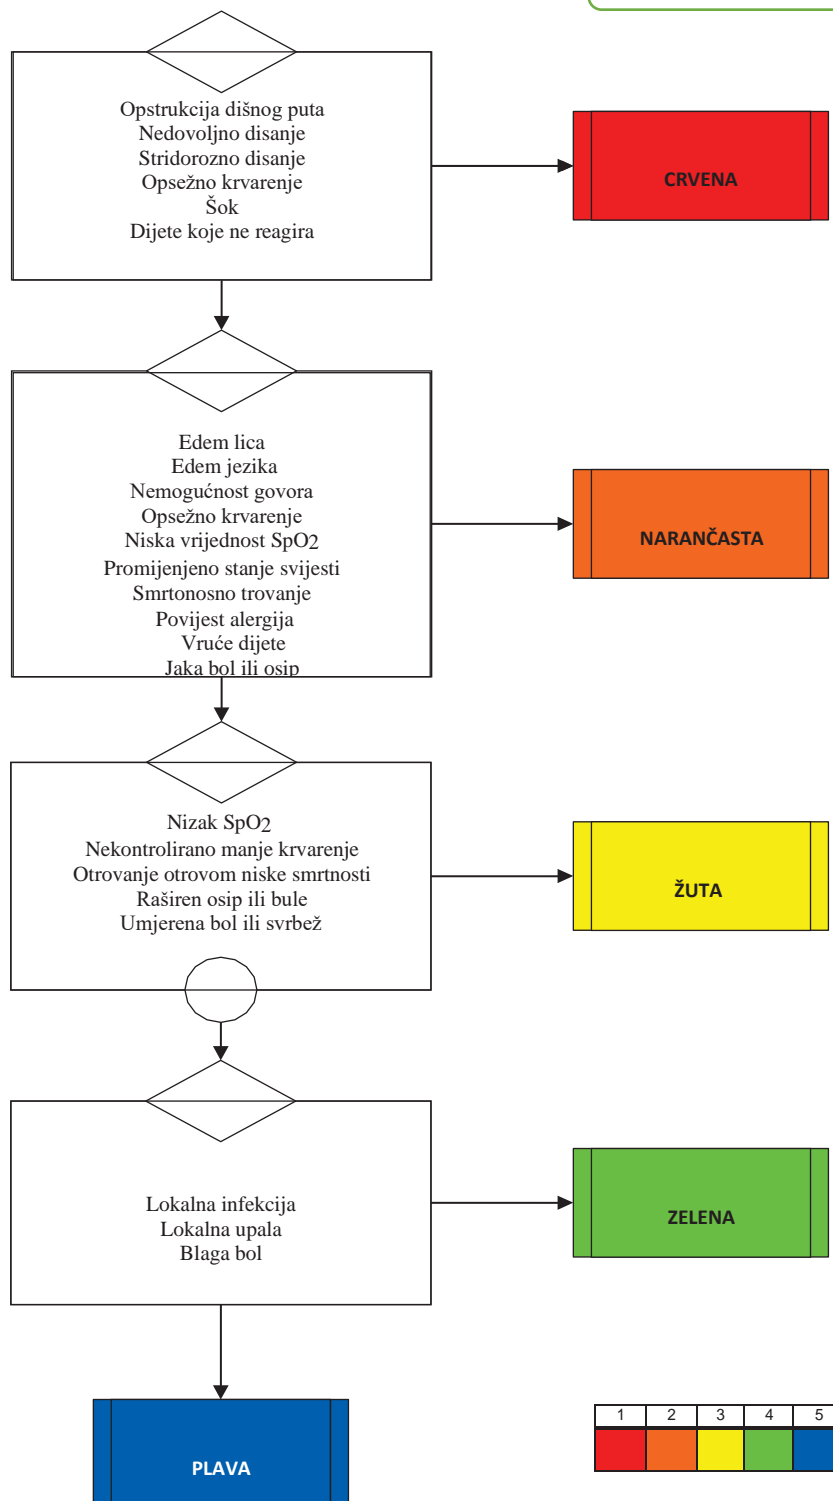 Opstrukcija dišnog puta
Nedovoljno disanje
Stridorozno disanje
Opsežno krvarenje
Šok
Dijete koje ne reagira
CRVENA
Edem lica
Edem jezika
Nemogućnost govora
Opsežno krvarenje
Niska vrijednost SpO2
Promijenjeno stanje svijesti
Smrtonosno trovanje
Povijest alergija
Vruće dijete
Jaka bol ili osip
NARANČASTA
Nizak SpO2
Nekontrolirano manje krvarenje
Otrovanje otrovom niske smrtnosti
Raširen osip ili bule
Umjerena bol ili svrbež
ŽUTA
Lokalna infekcija
Lokalna upala
Blaga bol
ZELENA
PLAVA
1 2 3 4 5